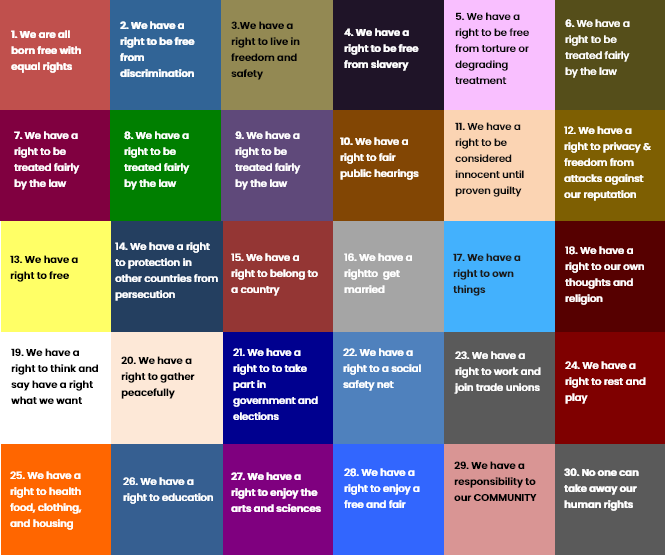 1. We are all
born free with
equal rights
2. We have a
right to be free
from
discrimination
3.We have a
right to live in
freedom and
safety
4. We have a
right to be free
from slavery
5. We have a
right to be free
from torture or
degrading
treatment
6. We have a
right to be
treated fairly
by the law
7. We have a
right to be
treated fairly
by the law
8. We have a
right to be
treated fairly
by the law
9. We have a
right to be
treated fairly
by the law
10. We have a
right to fair
public hearings
11. We have a
right to be
considered
innocent until
proven guilty
12. We have a
right to privacy &
freedom from
attacks against
our reputation
13. We have a
right to free
14. We have a right
to protection in
other countries from
persecution
15. We have a
right to belong to
a country
16. We have a
rightto get
married
17. We have a
right to own
things
18. We have a
right to our own
thoughts and
religion
19. We have a
right to think and
say have a right
what we want
20. We have a
right to gather
peacefully
21. We have a
right to to take
part in
government and
elections
22. We have a
right to a social
safety net
23. We have a
right to work and
join trade unions
24. We have a
right to rest and
play
25. We have a
right to health
food, clothing,
and housing
26. We have a
right to education
27. We have a
right to enjoy the
arts and sciences
28. We have a
right to enjoy a
free and fair
29. We have a
responsibility to
our COMMUNITY
30. No one can
take away our
human rights